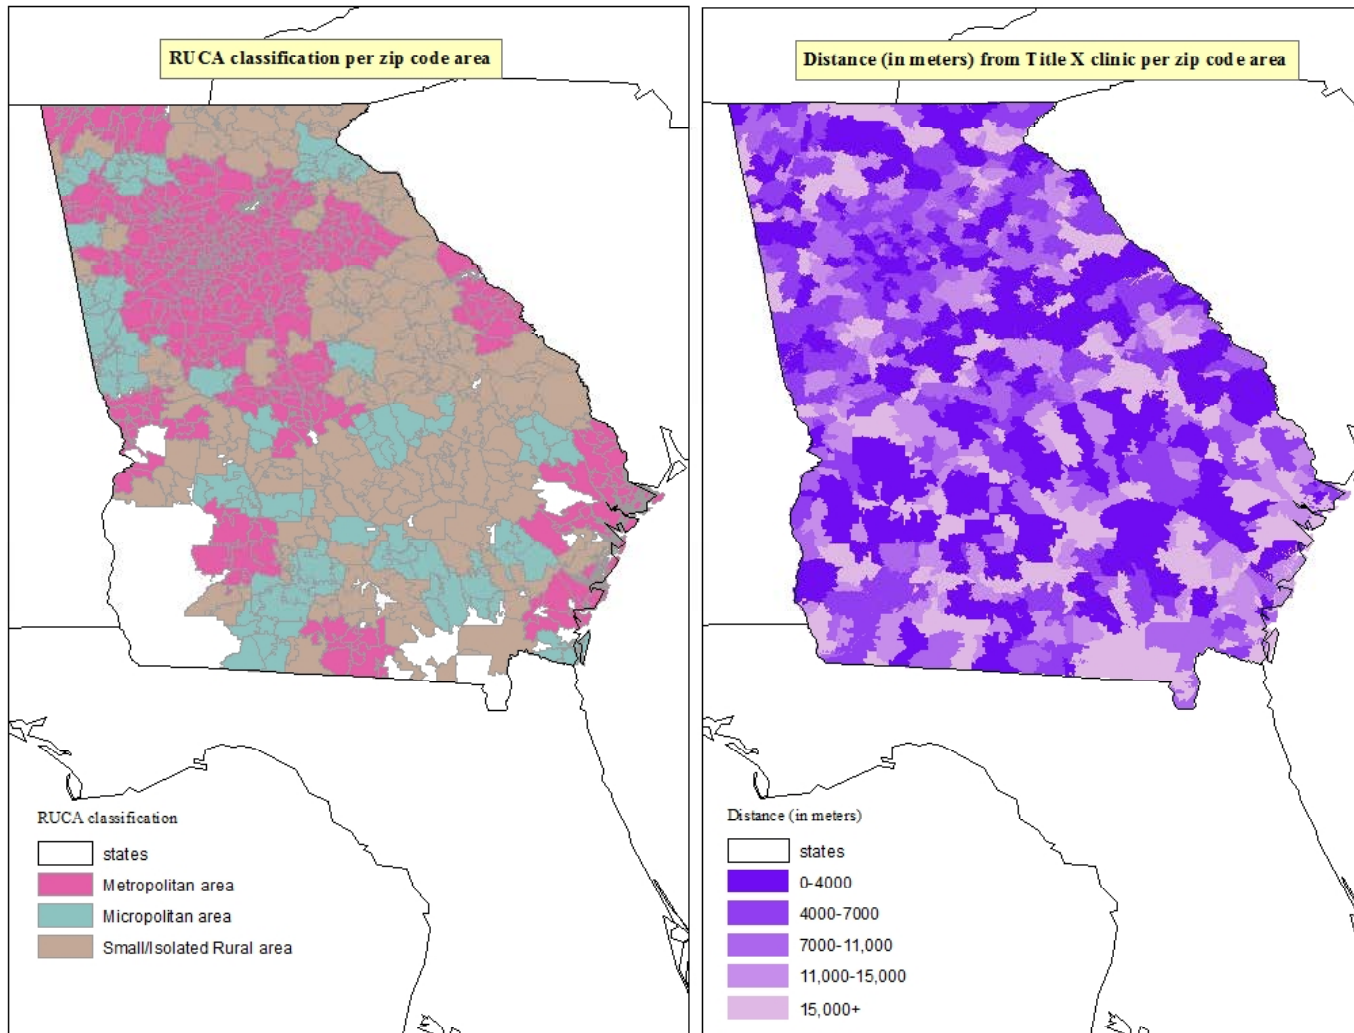 RUCA classification per zip code area
RUCA classification
states
Metropolitan area
Micropolitan area
Small/Isolated Rural area
Distance (in meters) from Title X clinic per zip code area
Distance (in meters)
states
0-4000
4000-7000
7000-11,000
11,000-15,000
15,000+